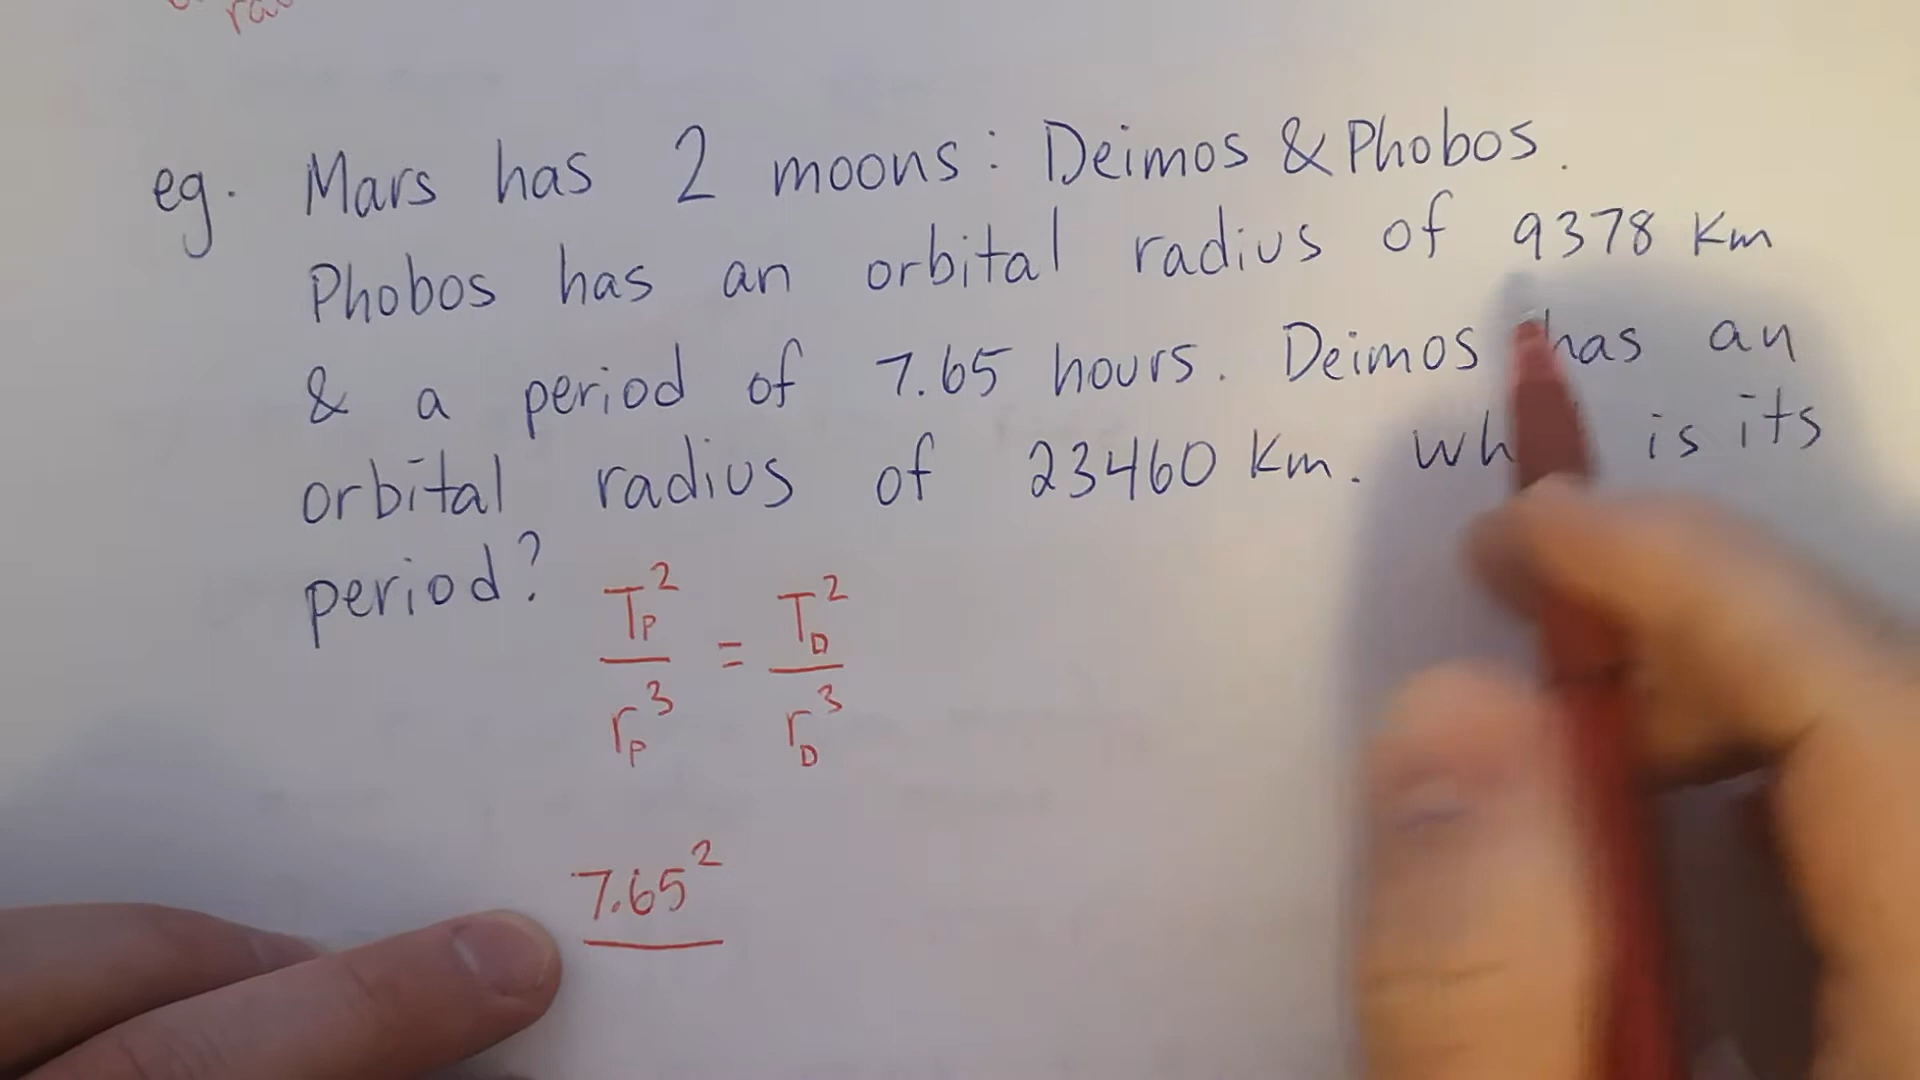 ra
eg. Mars has 2 moons: Deimos & Phobos.
Phobos has an orbital radius of 9378 Km
& a period of 7.65 hours. Deimos has an
orbital radius of 23460 Km. is its
period?
T_P^2 / r_P^3 = T_D^2 / r_D^3
7.65^2